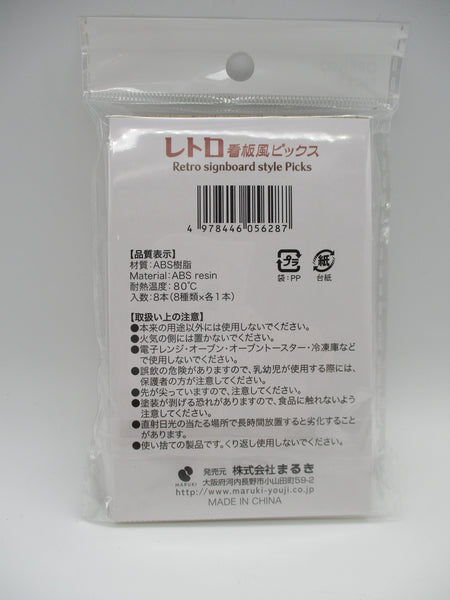 レトロ看板風ピックス
Retro signboard style Picks
4 978446 056287
【品質表示】
材質:ABS樹脂
Material:ABS resin
耐熱温度:80℃
入数:8本(8種類×各1本)
プラ
袋:PP
紙
台紙
【取扱い上の注意】
●本来の用途以外には使用しないでください。
●火気の側には置かないでください。
●電子レンジ・オーブン・オーブントースター・冷凍庫など
で使用しないでください。
●誤飲の危険がありますので、乳幼児が使用する際には、
保護者の方が注意してください。
●先が尖っていますので、注意してください。
●塗装が剥げる恐れがありますので、食品に触れないよう
注意してください。
●直射日光の当たる場所で長時間放置すると劣化すること
があります。
●使い捨ての製品です。くり返し使用しないでください。
MARUKI
発売元 株式会社まるき
大阪府河内長野市小山田町59-2
http://www.maruki-youji.co.jp
MADE IN CHINA